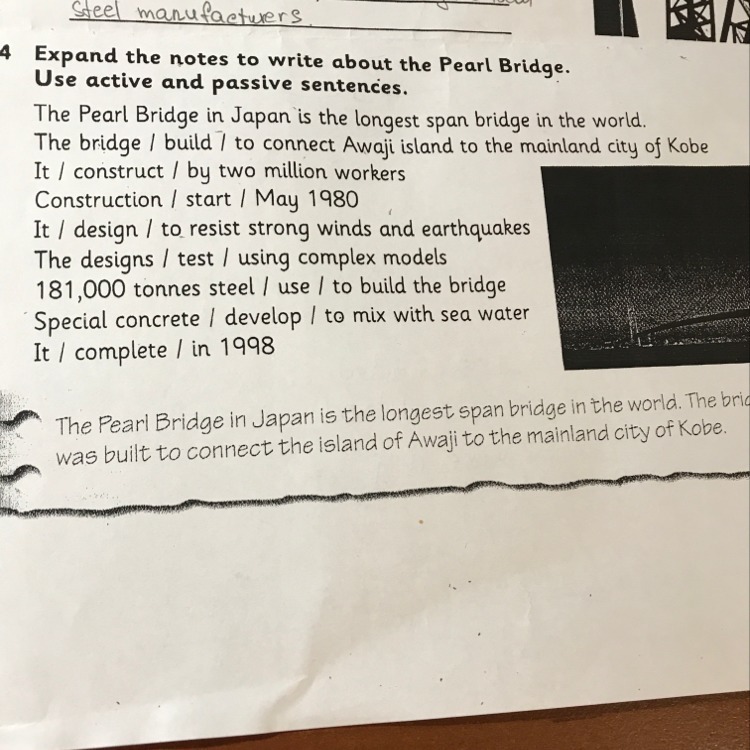 Steel manufacturers
4 Expand the notes to write about the Pearl Bridge.
Use active and passive sentences.
The Pearl Bridge in Japan is the longest span bridge in the world.
The bridge / build / to connect Awaji island to the mainland city of Kobe
It / construct / by two million workers
Construction / start / May 1980
It / design / to resist strong winds and earthquakes
The designs / test / using complex models
181,000 tonnes steel / use / to build the bridge
Special concrete / develop / to mix with sea water
It / complete / in 1998
The Pearl Bridge in Japan is the longest span bridge in the world. The
was built to connect the island of Awaji to the mainland city of Kobe.